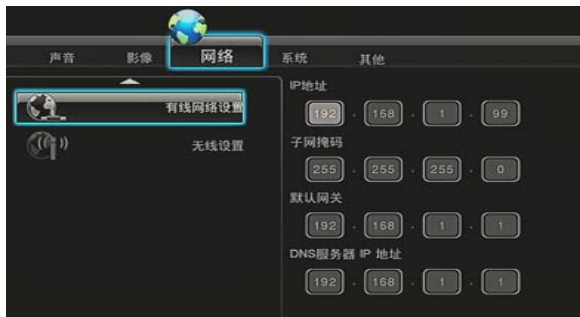 声音 影像 网络 系统 其他
有线网络设置
无线设置
IP地址
192 . 168 . 1 . 99
子网掩码
255 . 255 . 255 . 0
默认网关
192 . 168 . 1 . 1
DNS服务器 IP 地址
192 . 168 . 1 . 1